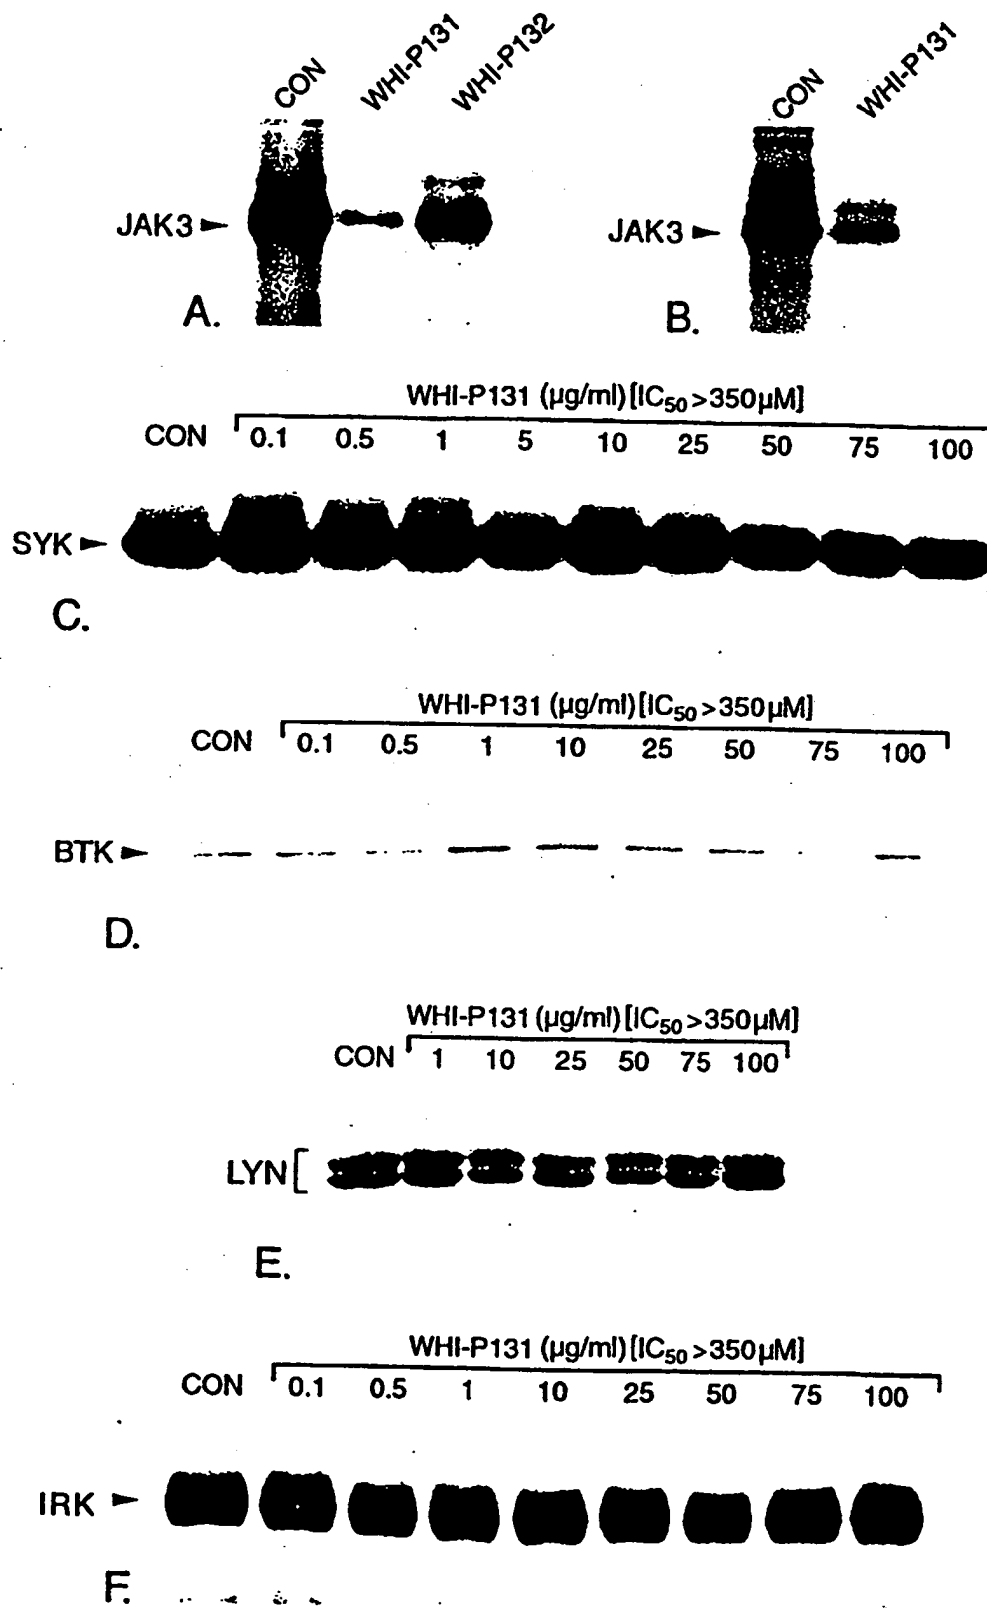 CON WHI-P131 WHI-P132
JAK3
A.
CON WHI-P131
JAK3
B.
WHI-P131 (µg/ml) [IC50 >350µM]
CON 0.1 0.5 1 5 10 25 50 75 100
SYK
C.
WHI-P131 (µg/ml) [IC50 >350µM]
CON 0.1 0.5 1 10 25 50 75 100
BTK
D.
WHI-P131 (µg/ml) [IC50 >350µM]
CON 1 10 25 50 75 100
LYN
E.
WHI-P131 (µg/ml) [IC50 >350µM]
CON 0.1 0.5 1 10 25 50 75 100
IRK
F.